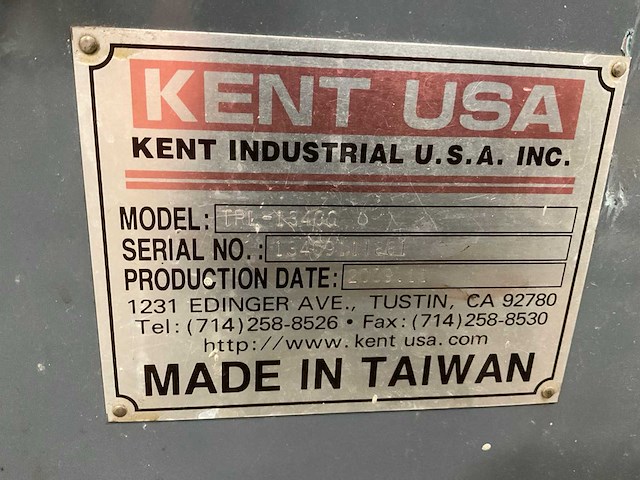 KENT USA
KENT INDUSTRIAL U.S.A. INC.
MODEL:
SERIAL NO.:
PRODUCTION DATE:
1231 EDINGER AVE., TUSTIN, CA 92780
Tel: (714)258-8526 • Fax: (714)258-8530
http://www.kent usa.com
MADE IN TAIWAN